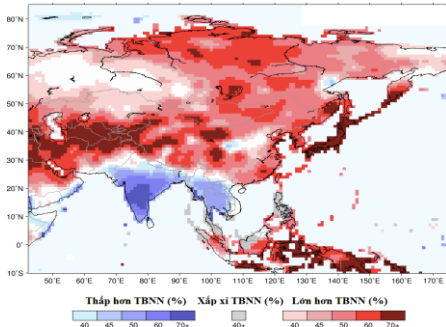 80°N
70°N
60°N
50°N
40°N
30°N
20°N
10°N
0°
10°S
50°E 60°E 70°E 80°E 90°E 100°E 110°E 120°E 130°E 140°E 150°E 160°E 170°E
Thấp hơn TBNN (%) Xấp xỉ TBNN (%) Lớn hơn TBNN (%)
40 45 50 60 70+ 40+ 40 45 50 60 70+